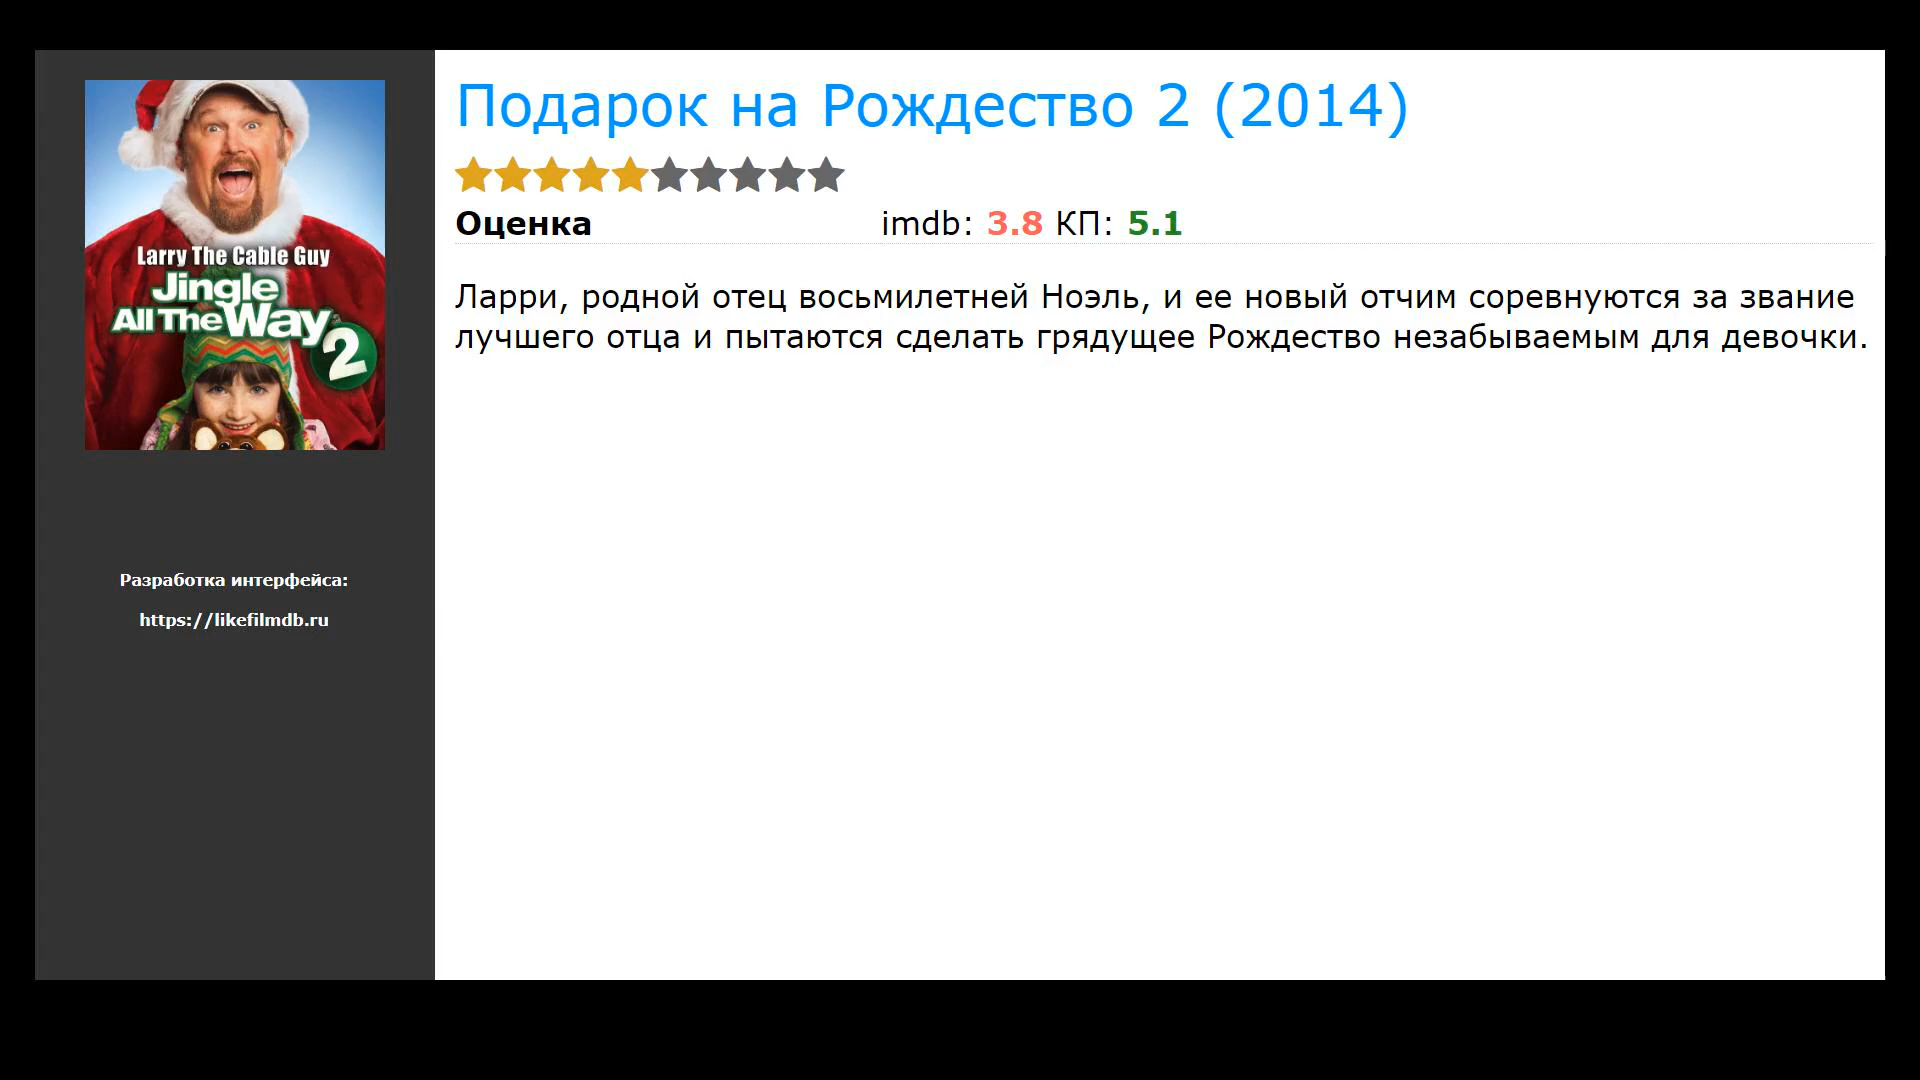 Larry The Cable Guy
Jingle
All The Way
2
Разработка интерфейса:
https://likefilmdb.ru
Подарок на Рождество 2 (2014)
Оценка imdb: 3.8 КП: 5.1
Ларри, родной отец восьмилетней Ноэль, и ее новый отчим соревнуются за звание
лучшего отца и пытаются сделать грядущее Рождество незабываемым для девочки.